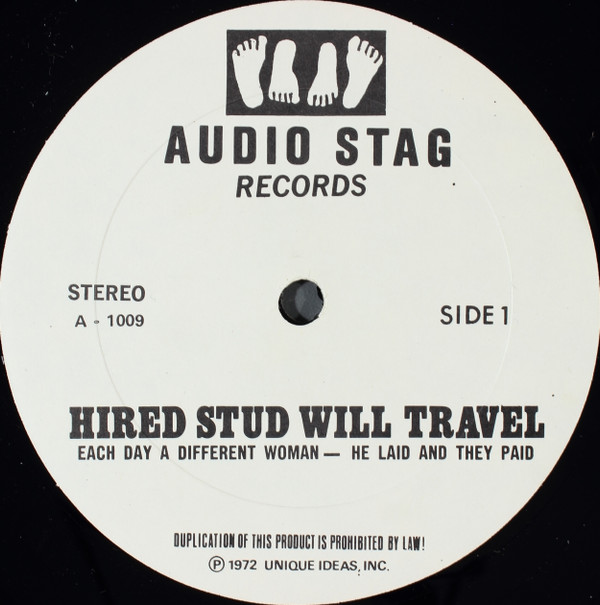 AUDIO STAG
RECORDS
STEREO
A - 1009
SIDE 1
HIRED STUD WILL TRAVEL
EACH DAY A DIFFERENT WOMAN — HE LAID AND THEY PAID
DUPLICATION OF THIS PRODUCT IS PROHIBITED BY LAW!
℗ 1972 UNIQUE IDEAS, INC.